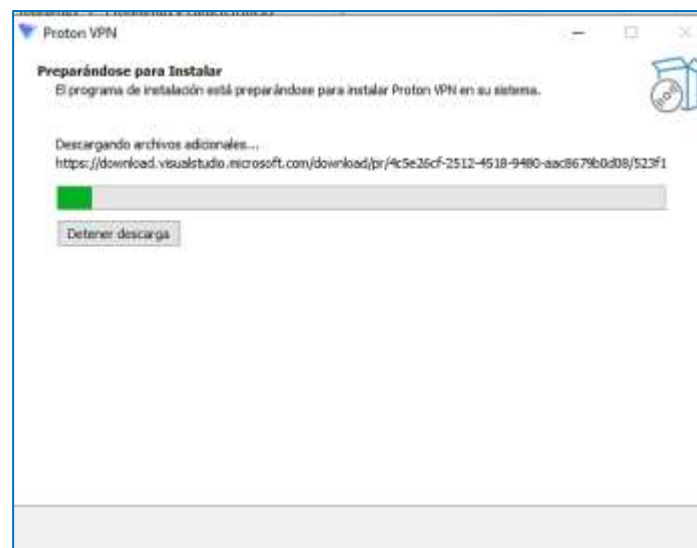 Proton VPN
Preparándose para Instalar
El programa de instalación está preparándose para instalar Proton VPN en su sistema.
Descargando archivos adicionales...
https://download.visualstudio.microsoft.com/download/pr/4c5e26cf-2512-4518-9480-aac8679b0d08/523f1
Detener descarga